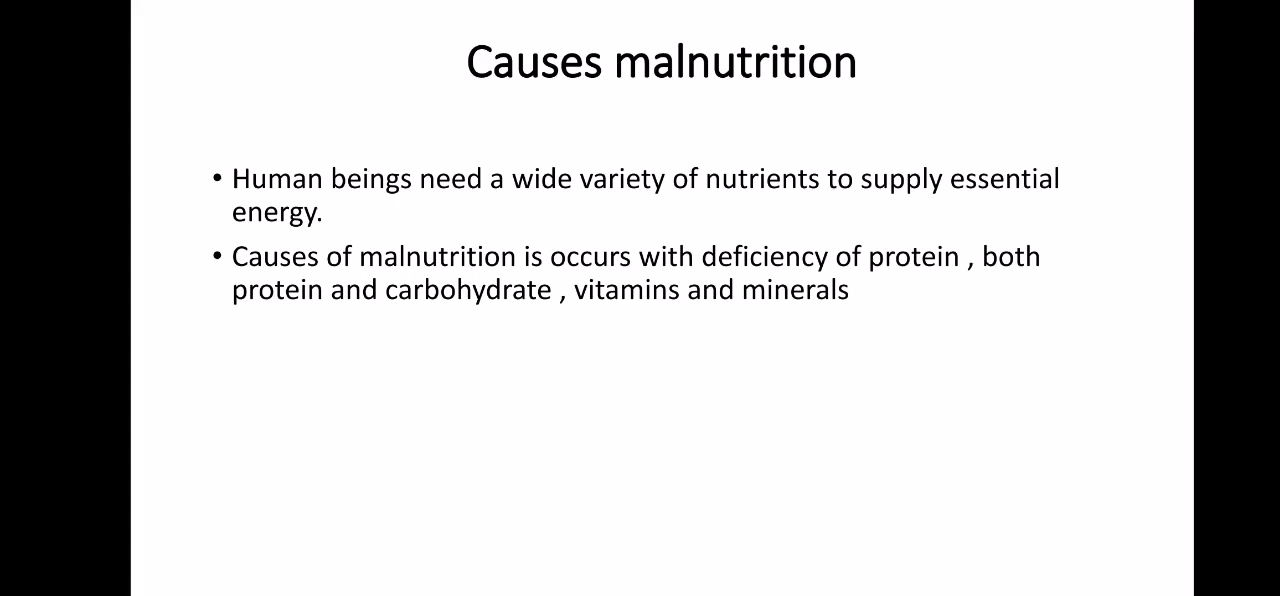 Causes malnutrition
• Human beings need a wide variety of nutrients to supply essential
energy.
• Causes of malnutrition is occurs with deficiency of protein , both
protein and carbohydrate , vitamins and minerals